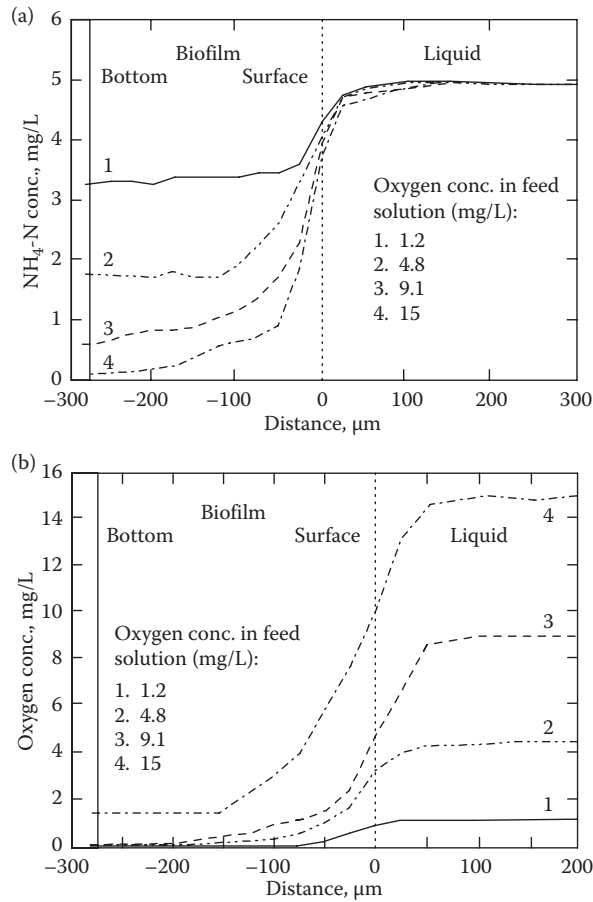 (a)
6
5
4
3
2
1
0
NH4-N conc., mg/L
Biofilm
Liquid
Bottom
Surface
1
2
3
4
Oxygen conc. in feed
solution (mg/L):
1. 1.2
2. 4.8
3. 9.1
4. 15
−300
−200
−100
0
100
200
300
Distance, μm
(b)
16
14
12
10
8
6
4
2
0
Oxygen conc., mg/L
Biofilm
Bottom
Surface
Liquid
4
3
2
1
Oxygen conc. in feed
solution (mg/L):
1. 1.2
2. 4.8
3. 9.1
4. 15
−300
−200
−100
0
100
200
Distance, μm